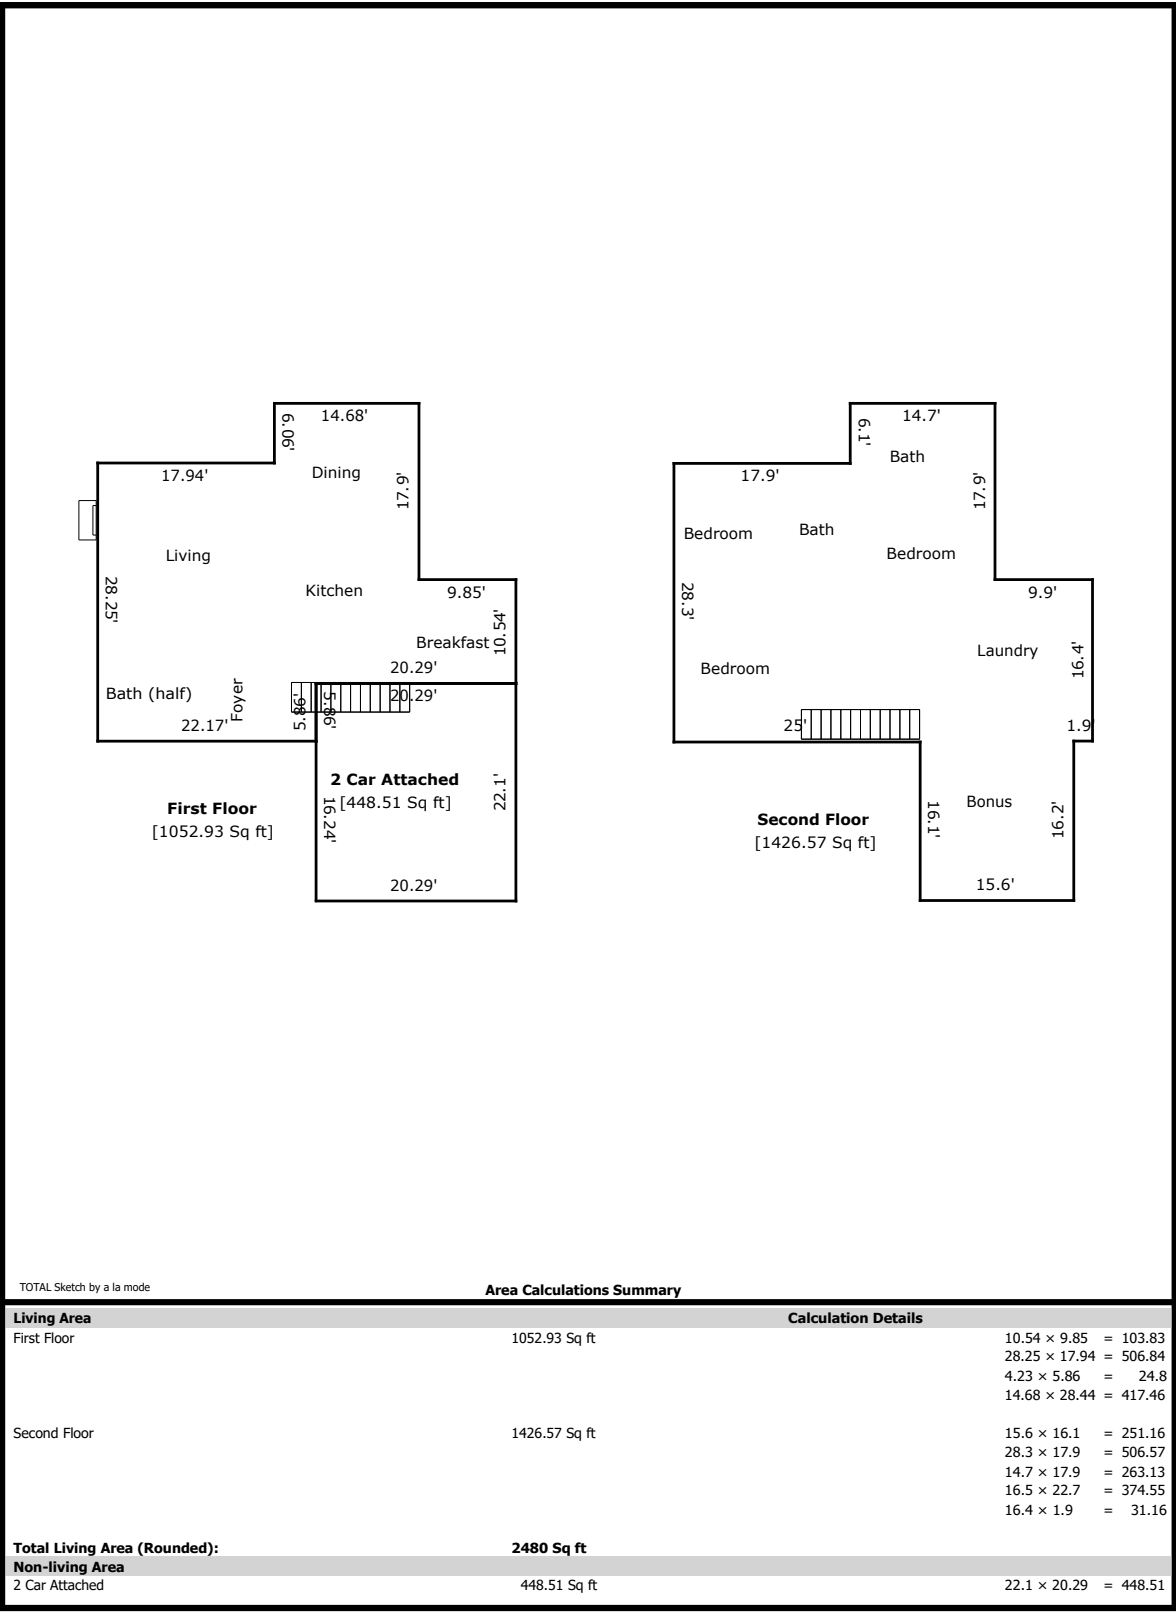 14.68'
6.06'
Dining
17.94'
17.9'
Living
28.25'
Kitchen
9.85'
10.54'
Breakfast
20.29'
Bath (half)
Foyer
5.86'
5.86'
20.29'
22.17'
2 Car Attached
[448.51 Sq ft]
22.1'
16.24'
First Floor
[1052.93 Sq ft]
20.29'
14.7'
6.1'
Bath
17.9'
17.9'
Bedroom
Bath
Bedroom
28.3'
9.9'
Laundry
16.4'
Bedroom
25'
1.9'
Bonus
16.1'
16.2'
Second Floor
[1426.57 Sq ft]
15.6'
TOTAL Sketch by a la mode
Area Calculations Summary
Living Area Calculation Details
First Floor 1052.93 Sq ft 10.54 × 9.85 = 103.83
28.25 × 17.94 = 506.84
4.23 × 5.86 = 24.8
14.68 × 28.44 = 417.46
Second Floor 1426.57 Sq ft 15.6 × 16.1 = 251.16
28.3 × 17.9 = 506.57
14.7 × 17.9 = 263.13
16.5 × 22.7 = 374.55
16.4 × 1.9 = 31.16
Total Living Area (Rounded): 2480 Sq ft
Non-living Area
2 Car Attached 448.51 Sq ft 22.1 × 20.29 = 448.51